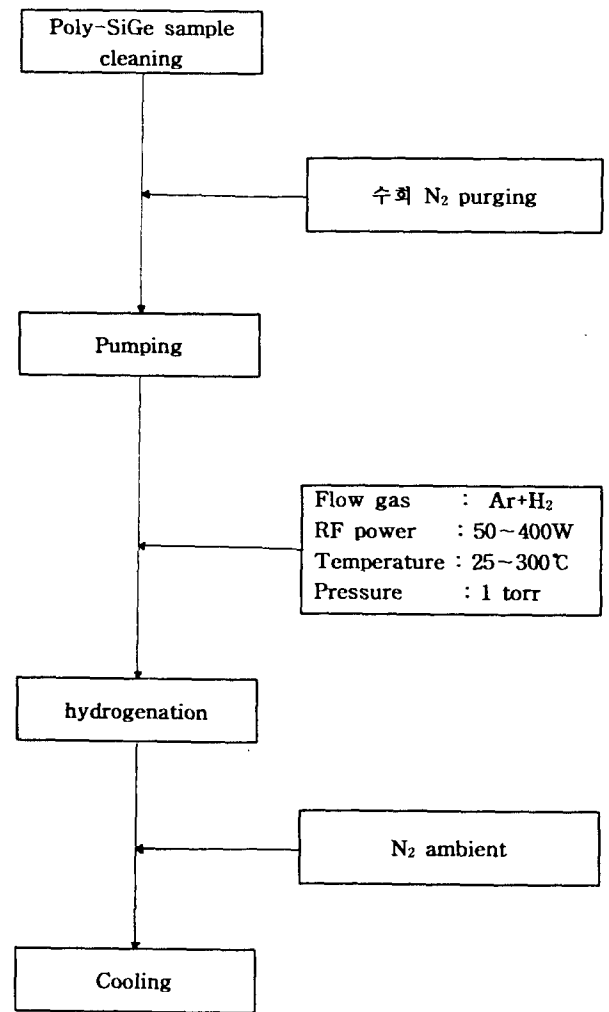 Poly-SiGe sample
cleaning
수회 N₂ purging
Pumping
Flow gas : Ar+H₂
RF power : 50~400W
Temperature : 25~300℃
Pressure : 1 torr
hydrogenation
N₂ ambient
Cooling